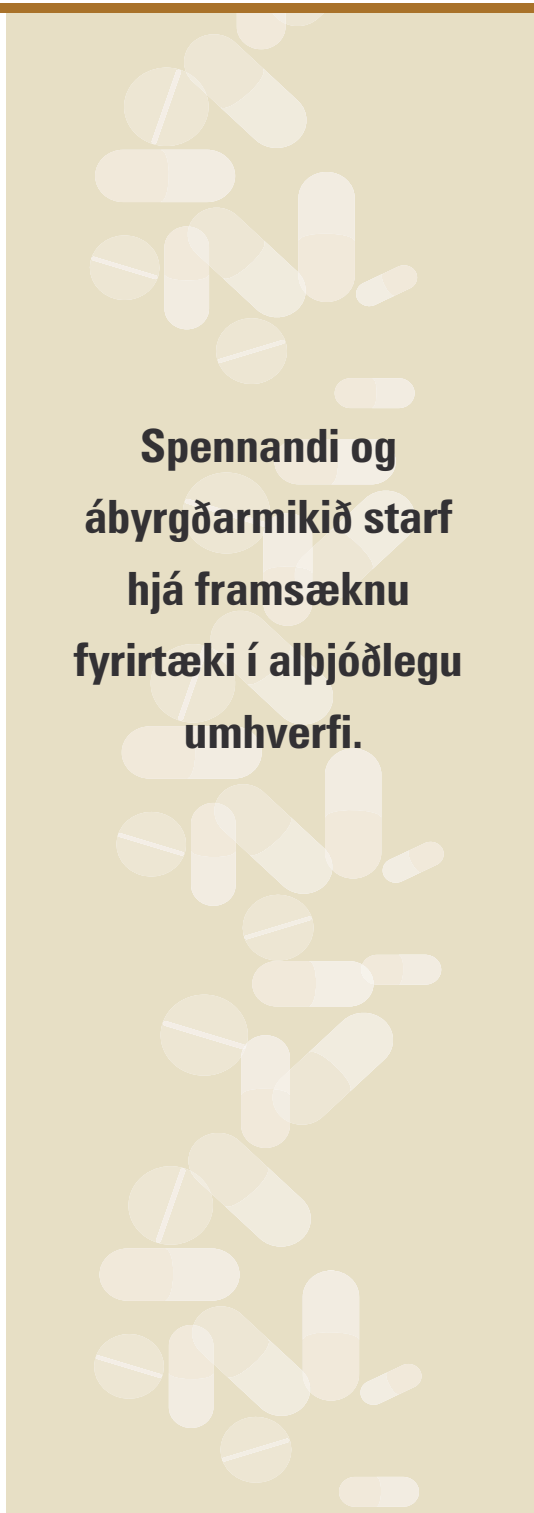 Spennandi og
ábyrgðarmikið starf
hjá framsæknu
fyrirtæki í alþjóðlegu
umhverfi.